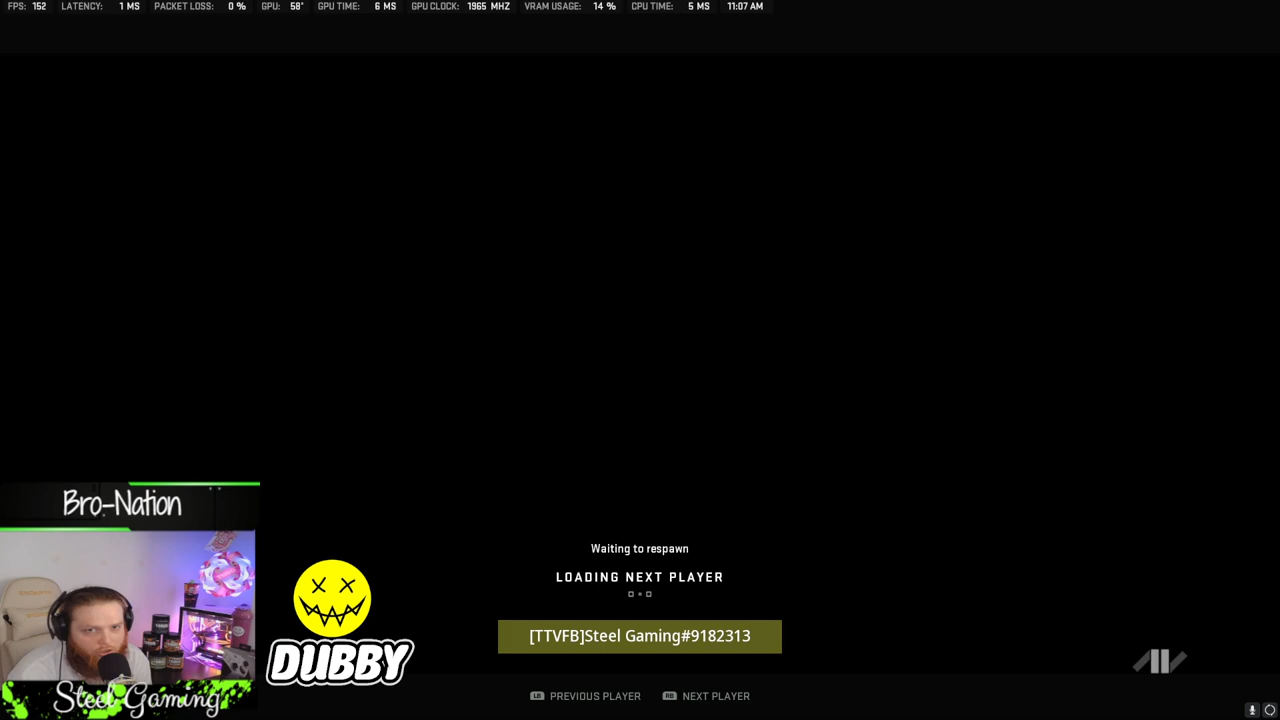 FPS: 152 LATENCY: 1 MS PACKET LOSS: 0 % GPU: 58° GPU TIME: 6 MS GPU CLOCK: 1965 MHZ VRAM USAGE: 14 % CPU TIME: 5 MS 11:07 AM
Bro-Nation
Waiting to respawn
LOADING NEXT PLAYER
[TTVFB]Steel Gaming#9182313
DUBBY
Steel Gaming
LB PREVIOUS PLAYER RB NEXT PLAYER